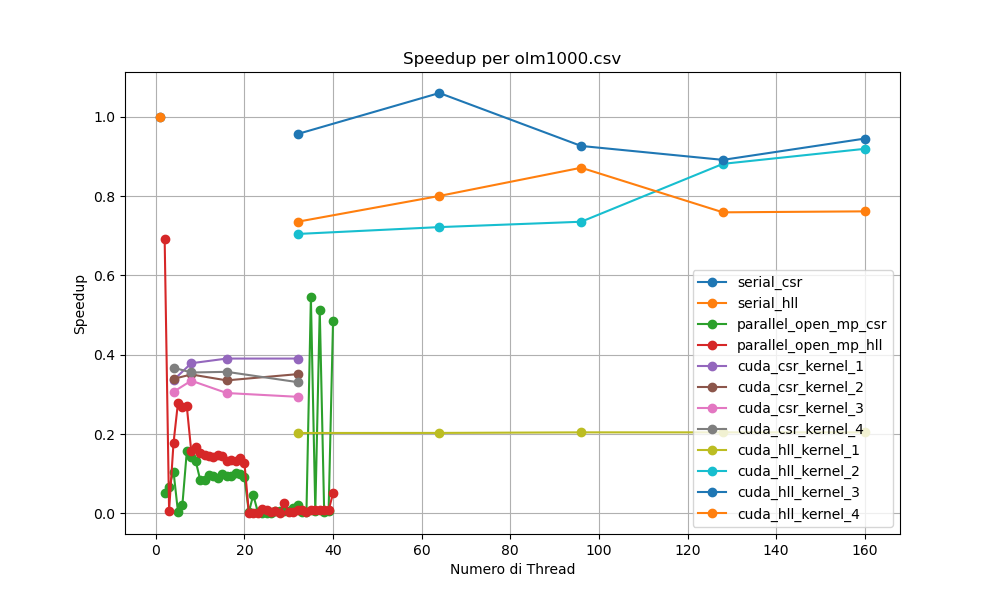 Speedup per olm1000.csv
Speedup
1.0
0.8
0.6
0.4
0.2
0.0
serial_csr
serial_hll
parallel_open_mp_csr
parallel_open_mp_hll
cuda_csr_kernel_1
cuda_csr_kernel_2
cuda_csr_kernel_3
cuda_csr_kernel_4
cuda_hll_kernel_1
cuda_hll_kernel_2
cuda_hll_kernel_3
cuda_hll_kernel_4
0 20 40 60 80 100 120 140 160
Numero di Thread